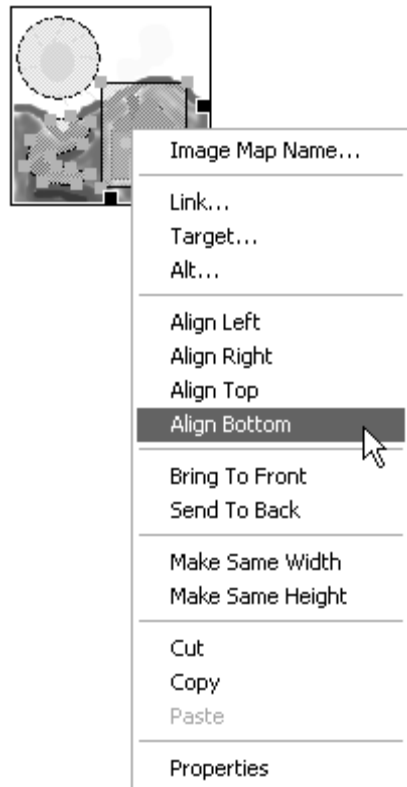 Image Map Name...
Link...
Target...
Alt...
Align Left
Align Right
Align Top
Align Bottom
Bring To Front
Send To Back
Make Same Width
Make Same Height
Cut
Copy
Paste
Properties